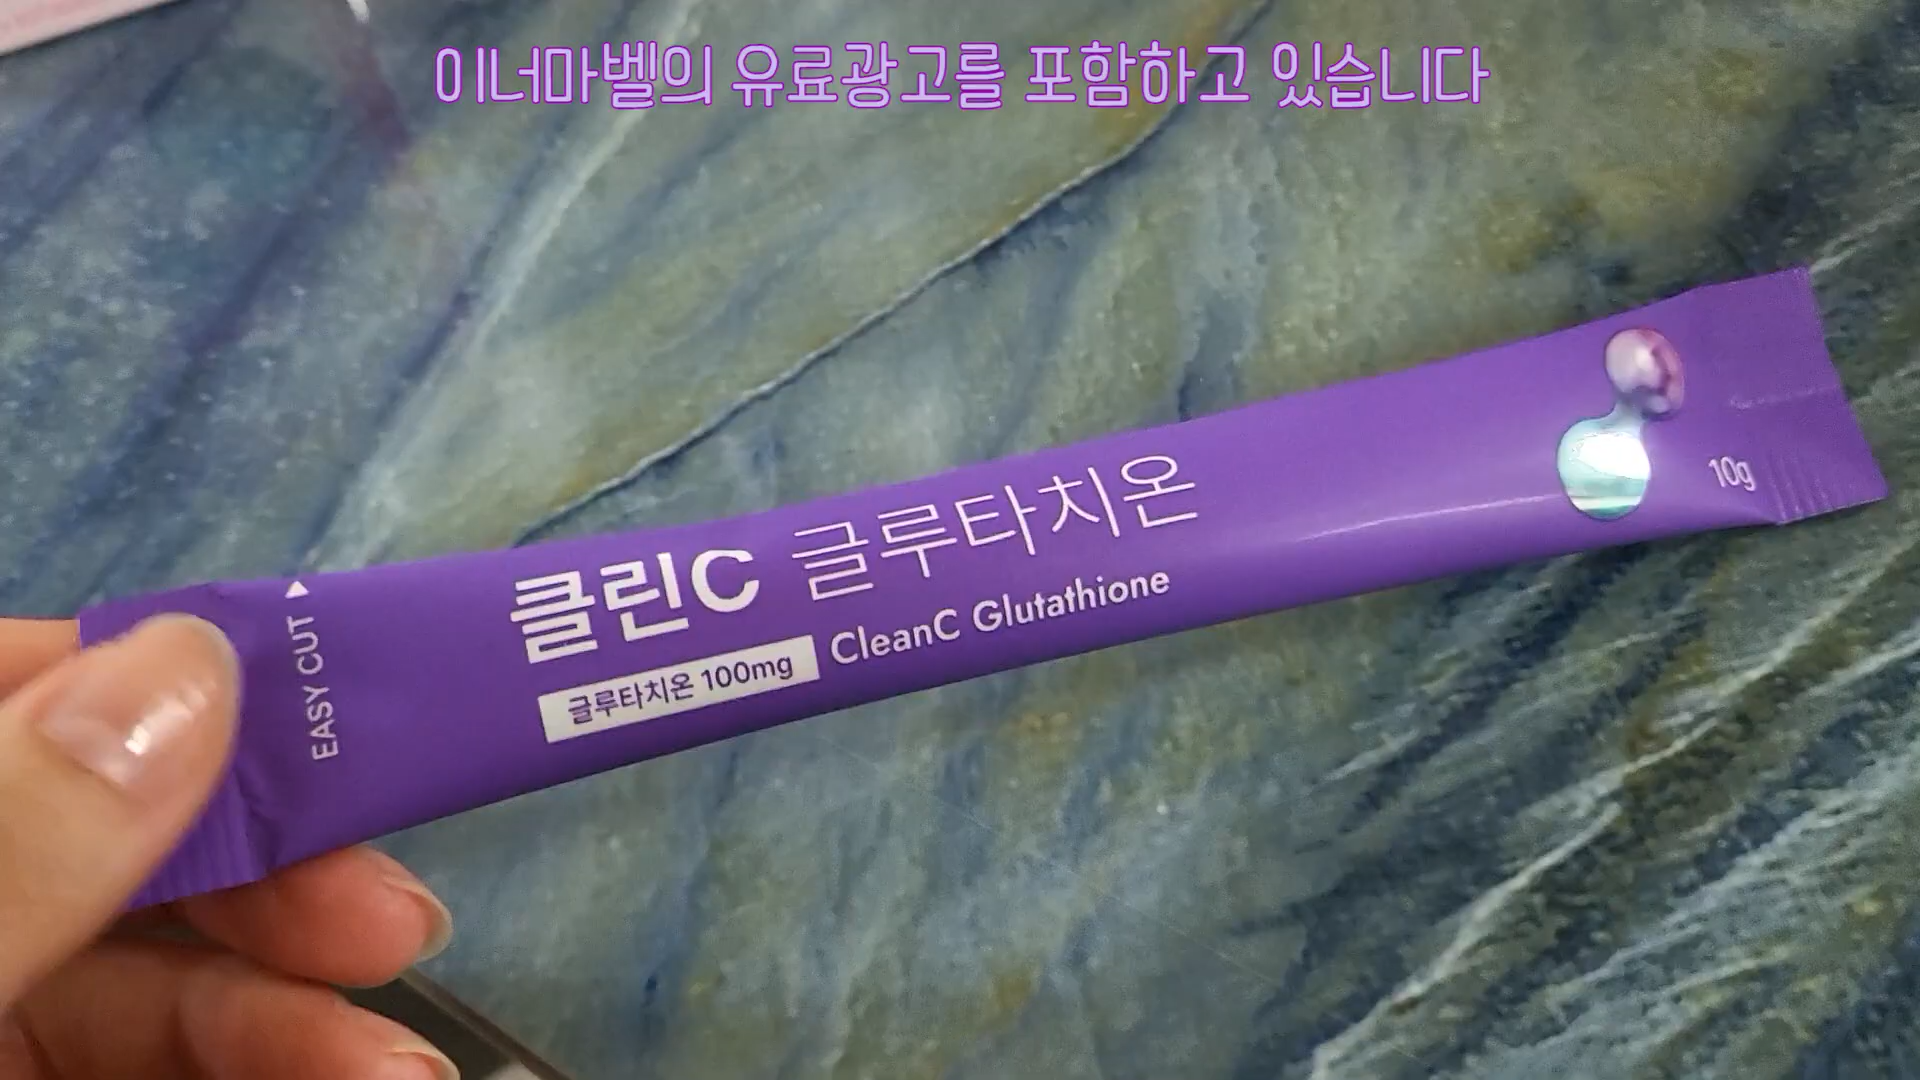 이너마벨의 유료광고를 포함하고 있습니다
EASY CUT
클린C 글루타치온
글루타치온 100mg
CleanC Glutathione
10g